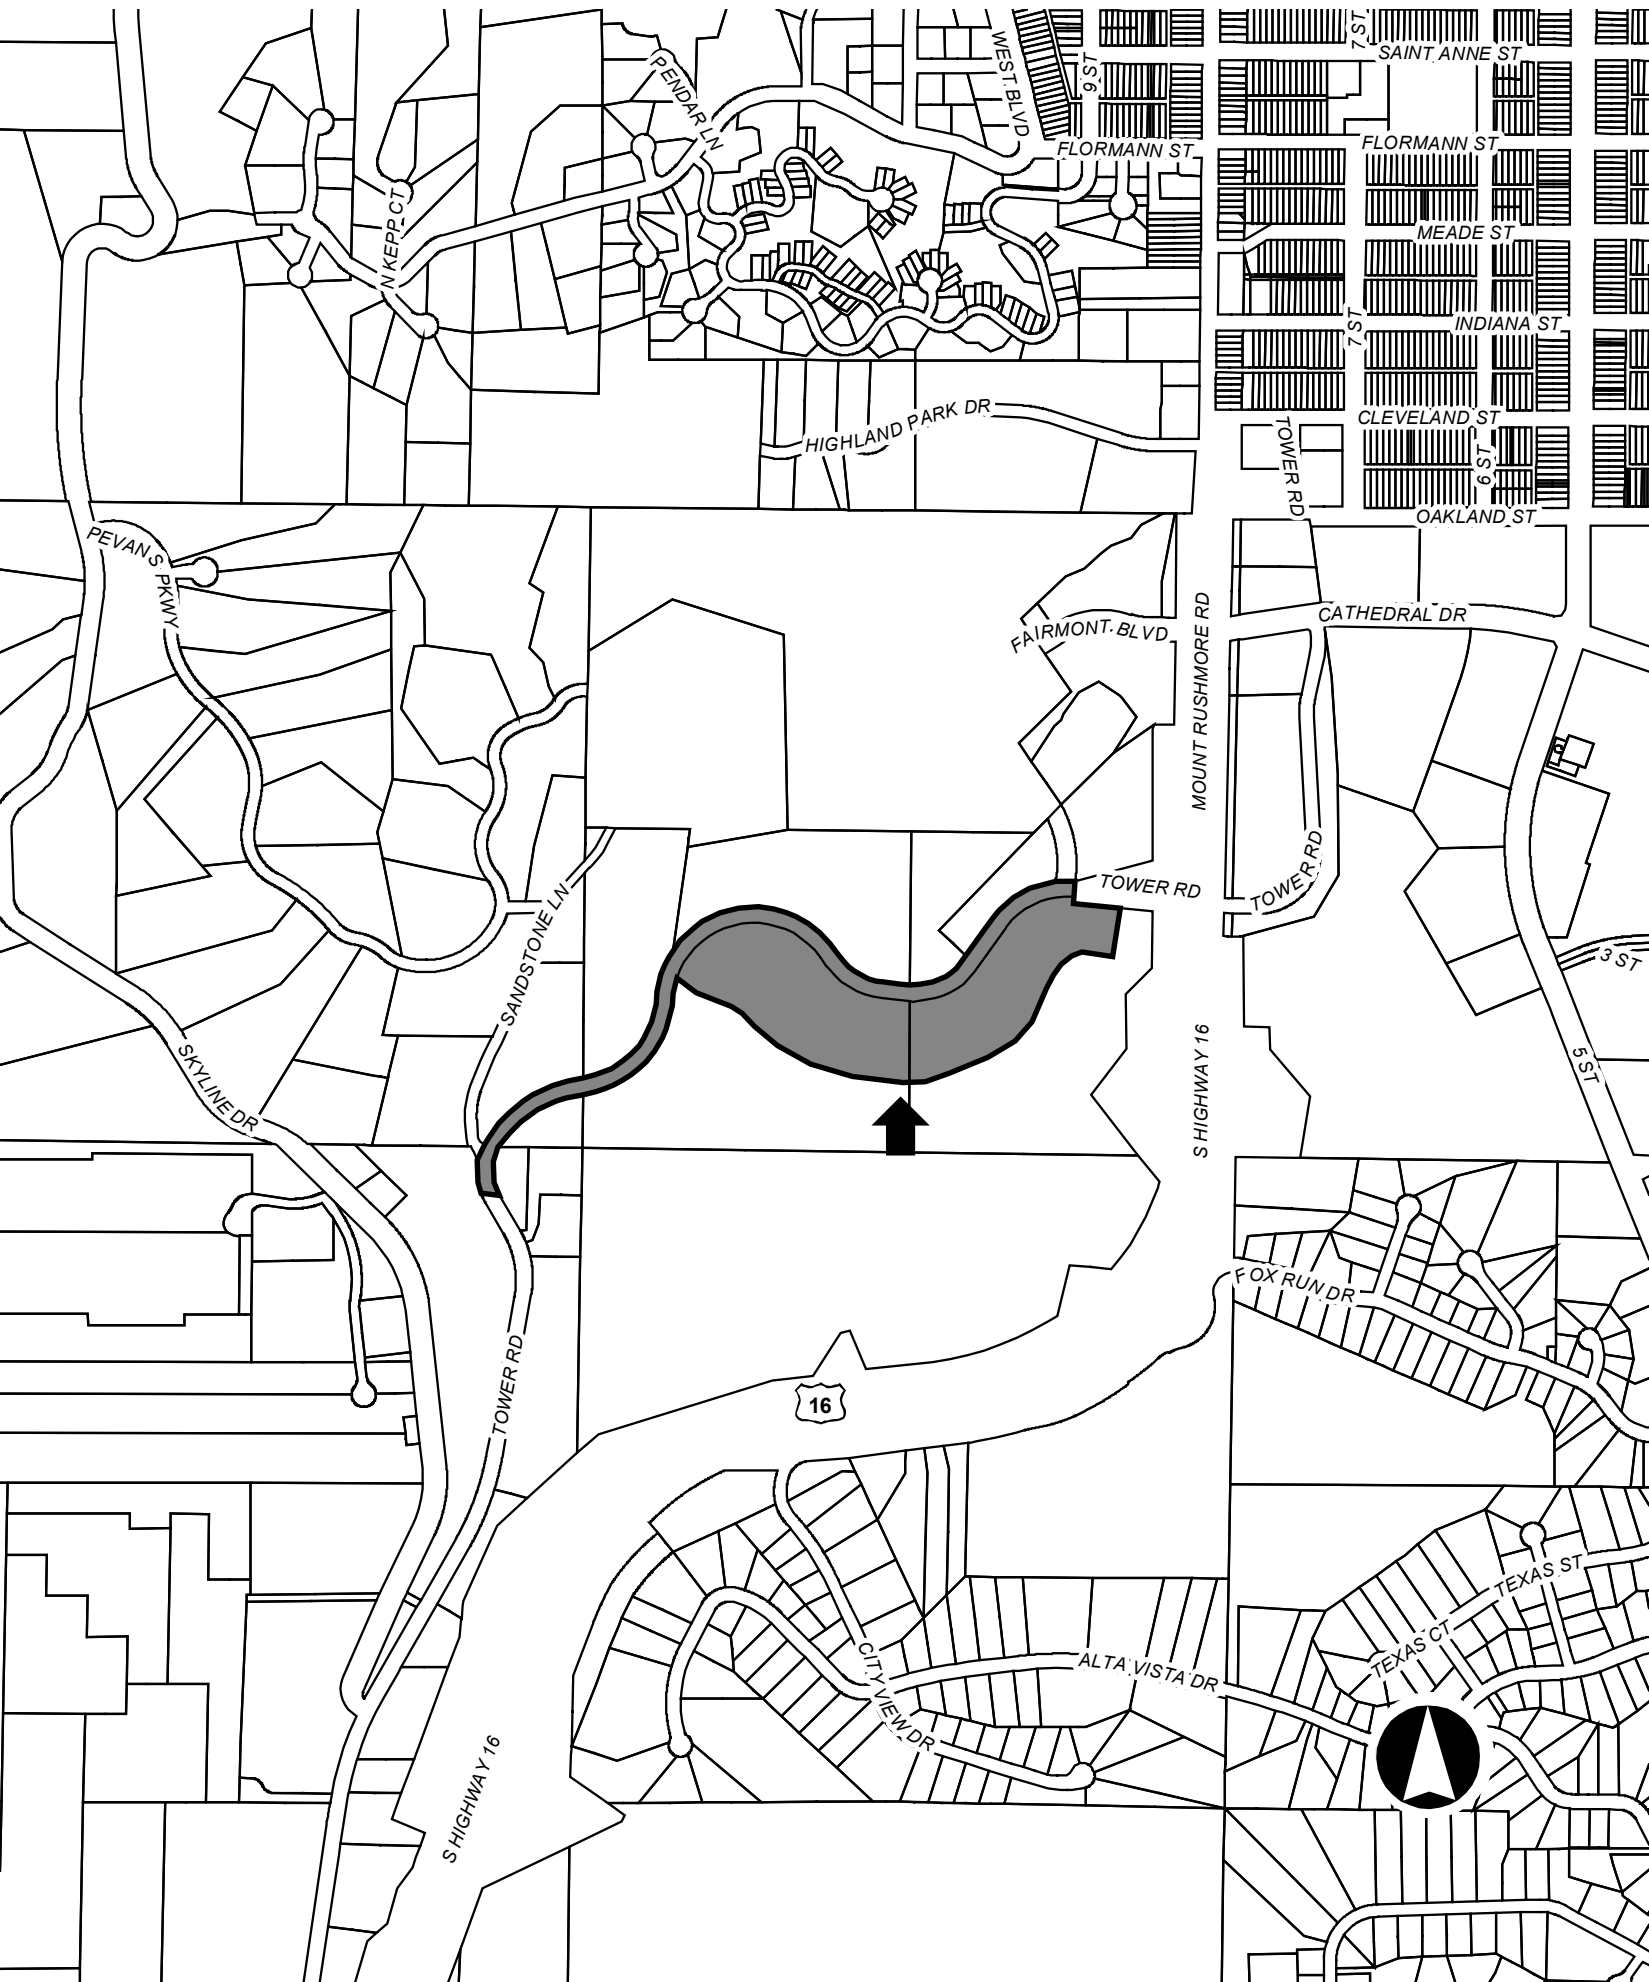 7 ST
SAINT ANNE ST
WEST BLVD
9 ST
PENDAR LN
FLORMANN ST
FLORMANN ST
N KEPP CT
MEADE ST
7 ST
INDIANA ST
HIGHLAND PARK DR
CLEVELAND ST
TOWER RD
6 ST
OAKLAND ST
PEVANS PKWY
FAIRMONT BLVD
MOUNT RUSHMORE RD
CATHEDRAL DR
TOWER RD
TOWER RD
SANDSTONE LN
3 ST
SKYLINE DR
S HIGHWAY 16
5 ST
FOX RUN DR
TOWER RD
16
TEXAS ST
TEXAS CT
CITY VIEW DR
ALTA VISTA DR
S HIGHWAY 16